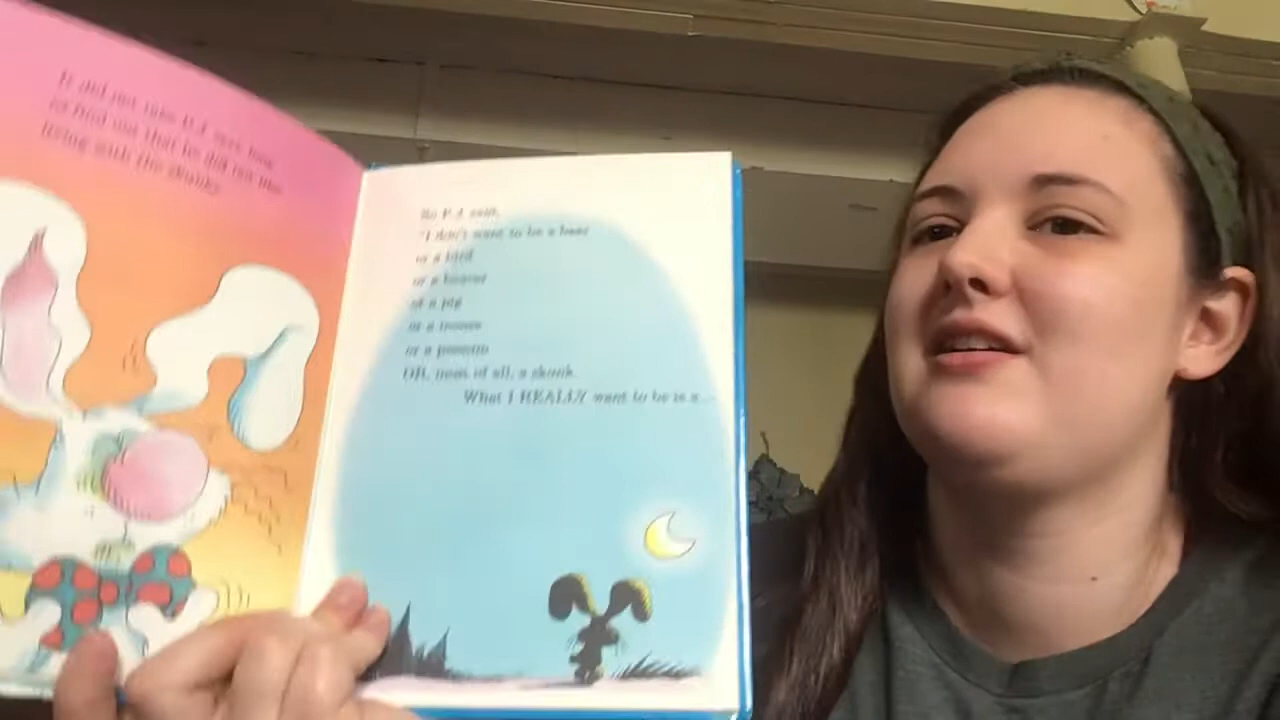 It did not take P.J. very long
to find out that he did not like
living with the skunks.
So P.J. said,
"I don't want to be a bear
or a bird
or a beaver
or a pig
or a moose
or a possum
OR, most of all, a skunk.
What I REALLY want to be is a...